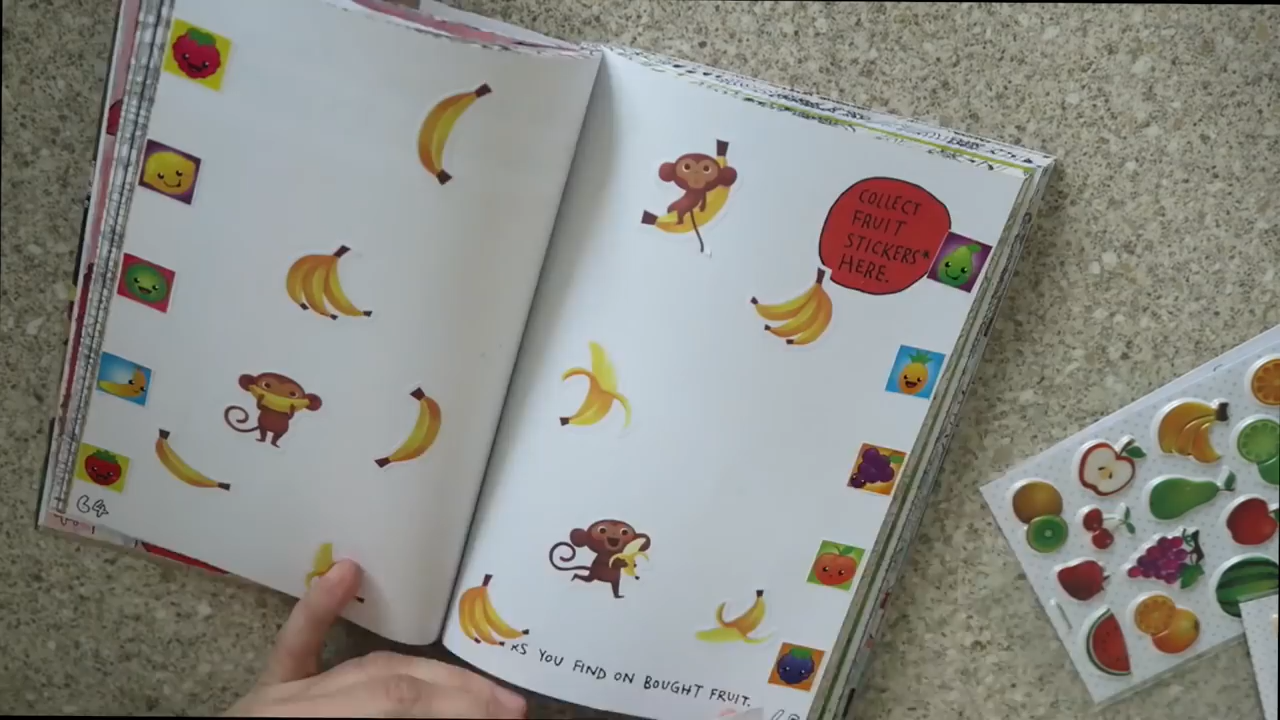 COLLECT
FRUIT
STICKERS*
HERE.
64
YOU FIND ON BOUGHT FRUIT.